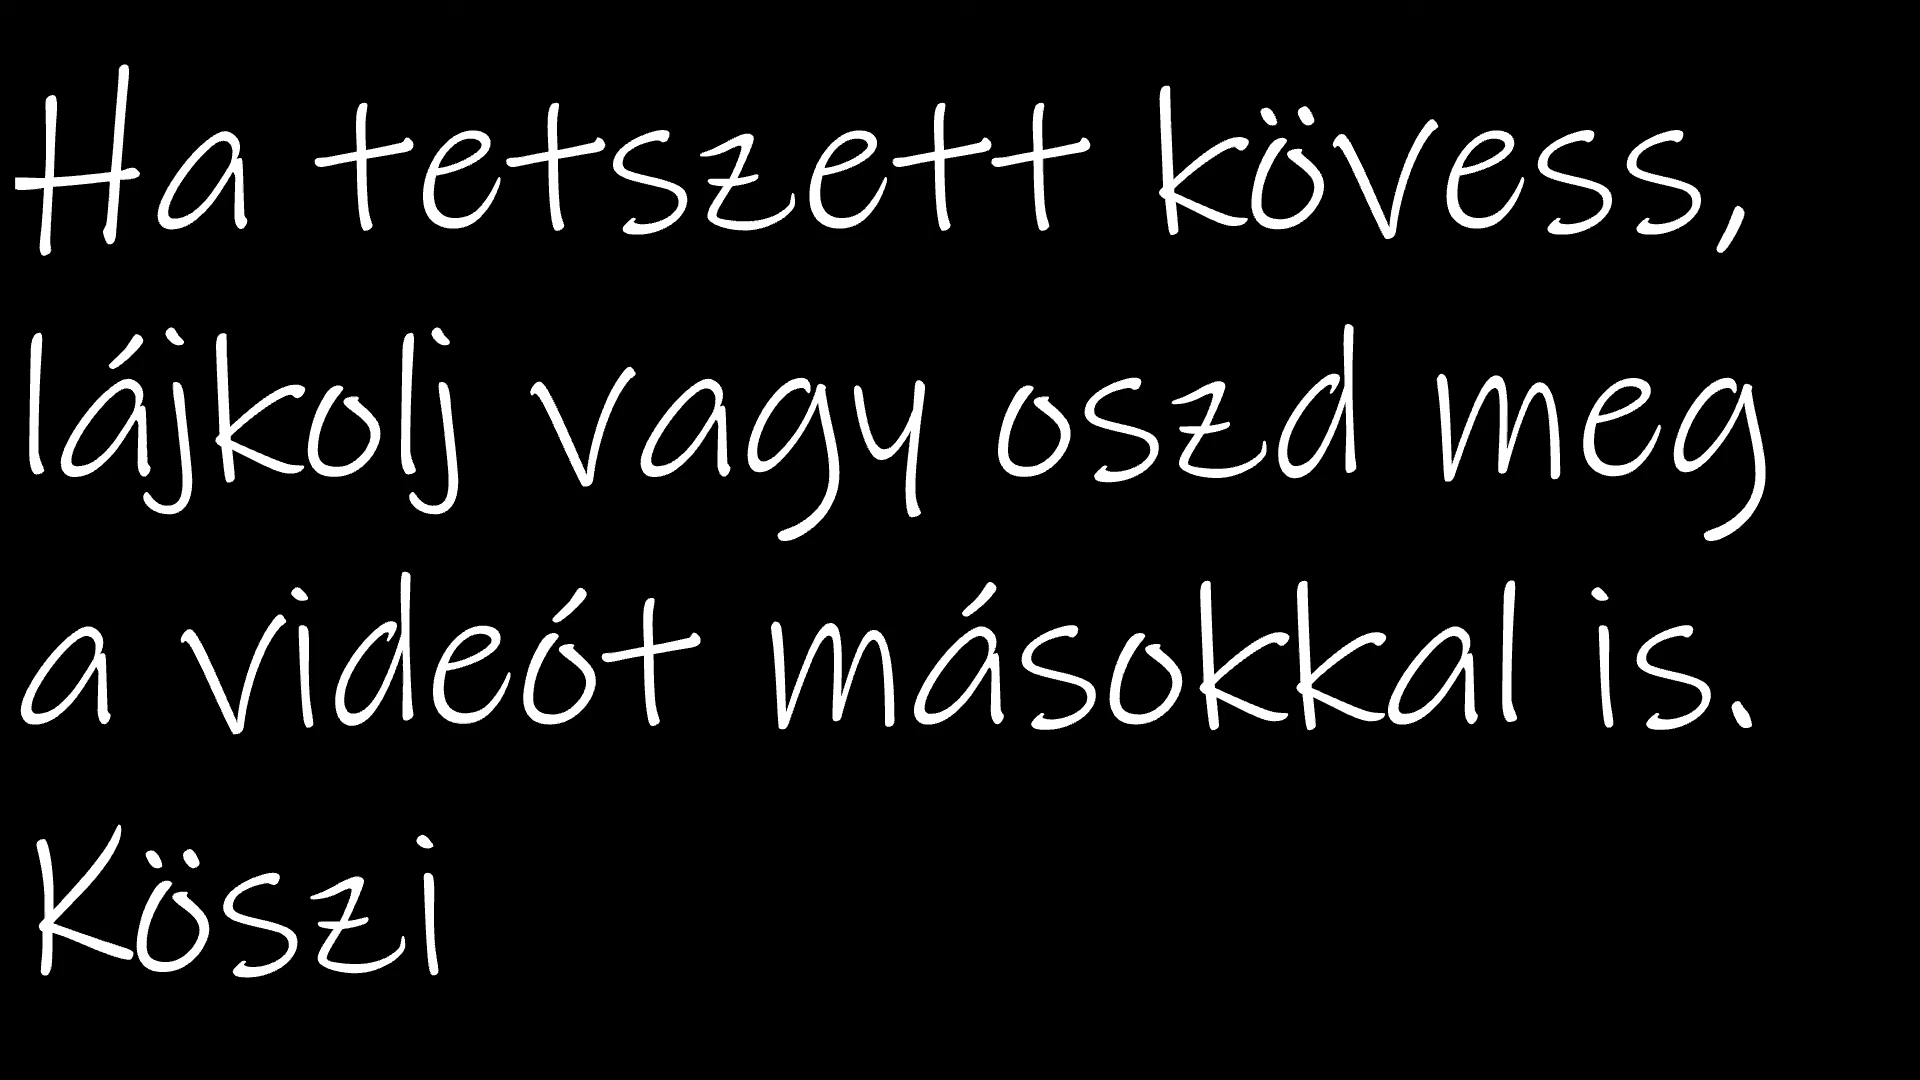 Ha tetszett kövess,
lájkolj vagy oszd meg
a videót másokkal is.
Köszi